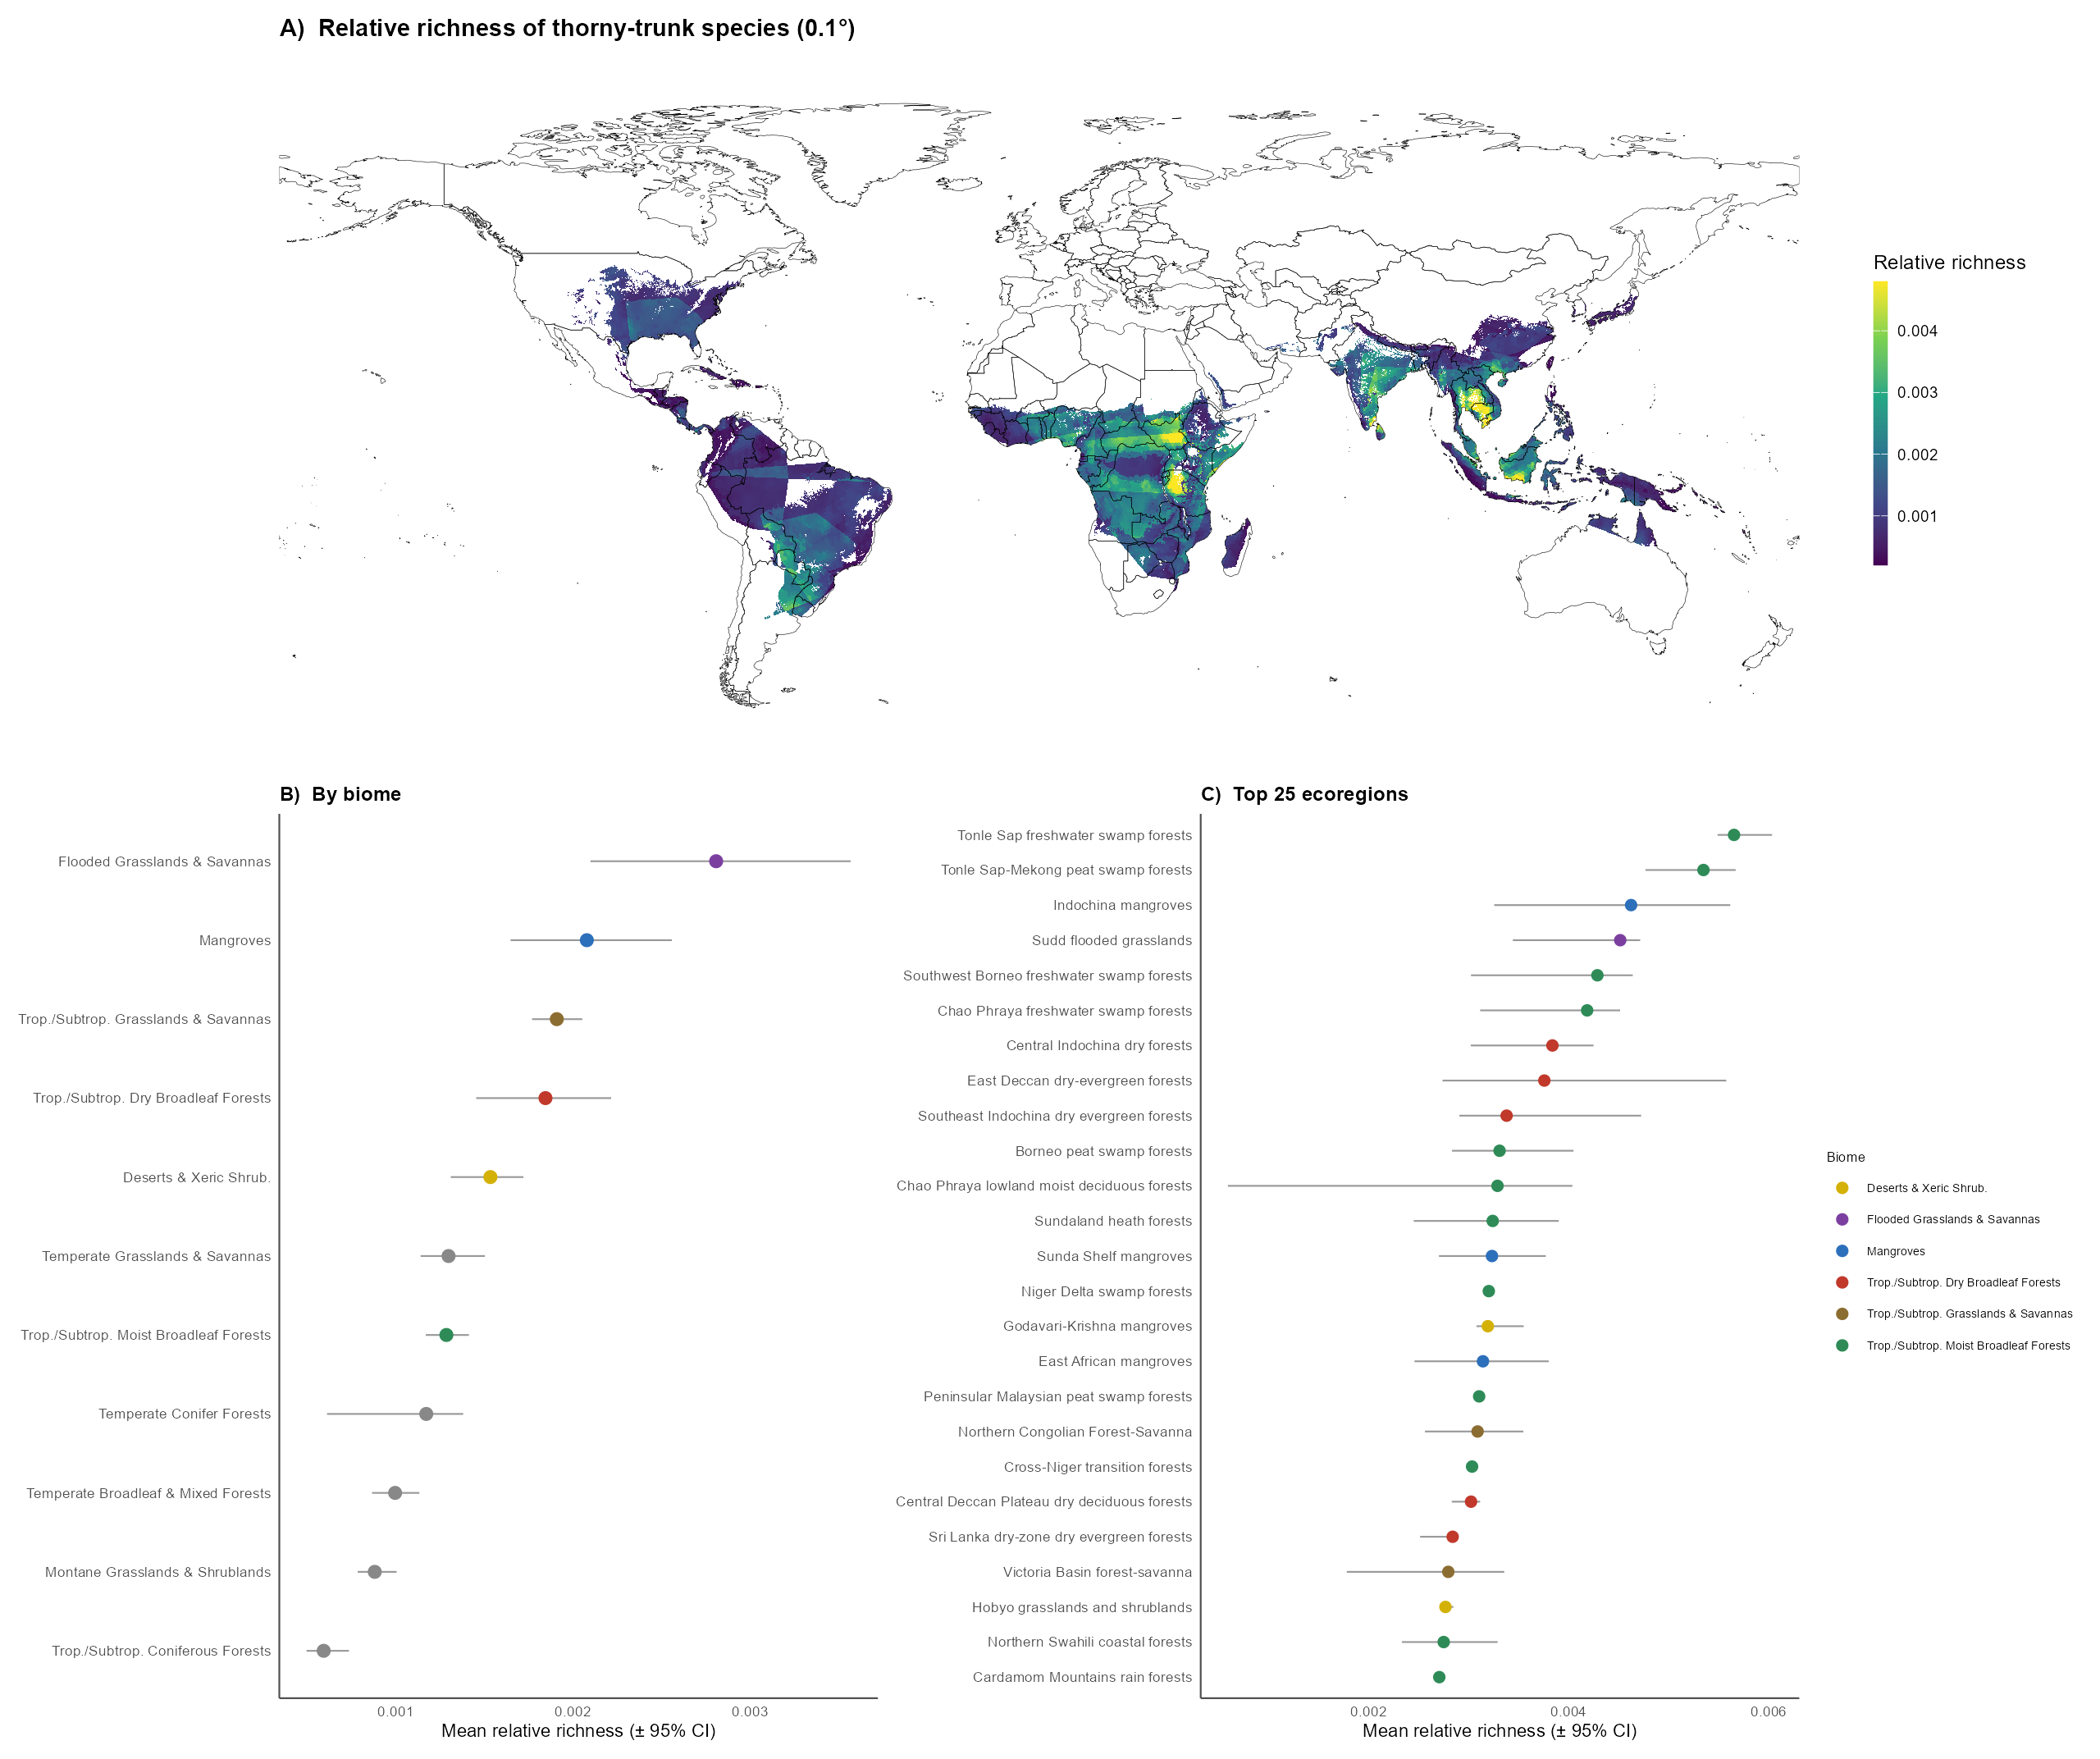 A)  Relative richness of thorny-trunk species (0.1°)
Relative richness
0.004
0.003
0.002
0.001
B)  By biome
Flooded Grasslands & Savannas
Mangroves
Trop./Subtrop. Grasslands & Savannas
Trop./Subtrop. Dry Broadleaf Forests
Deserts & Xeric Shrub.
Temperate Grasslands & Savannas
Trop./Subtrop. Moist Broadleaf Forests
Temperate Conifer Forests
Temperate Broadleaf & Mixed Forests
Montane Grasslands & Shrublands
Trop./Subtrop. Coniferous Forests
0.001 0.002 0.003
Mean relative richness (± 95% CI)
C)  Top 25 ecoregions
Tonle Sap freshwater swamp forests
Tonle Sap-Mekong peat swamp forests
Indochina mangroves
Sudd flooded grasslands
Southwest Borneo freshwater swamp forests
Chao Phraya freshwater swamp forests
Central Indochina dry forests
East Deccan dry-evergreen forests
Southeast Indochina dry evergreen forests
Borneo peat swamp forests
Chao Phraya lowland moist deciduous forests
Sundaland heath forests
Sunda Shelf mangroves
Niger Delta swamp forests
Godavari-Krishna mangroves
East African mangroves
Peninsular Malaysian peat swamp forests
Northern Congolian Forest-Savanna
Cross-Niger transition forests
Central Deccan Plateau dry deciduous forests
Sri Lanka dry-zone dry evergreen forests
Victoria Basin forest-savanna
Hobyo grasslands and shrublands
Northern Swahili coastal forests
Cardamom Mountains rain forests
0.002 0.004 0.006
Mean relative richness (± 95% CI)
Biome
Deserts & Xeric Shrub.
Flooded Grasslands & Savannas
Mangroves
Trop./Subtrop. Dry Broadleaf Forests
Trop./Subtrop. Grasslands & Savannas
Trop./Subtrop. Moist Broadleaf Forests